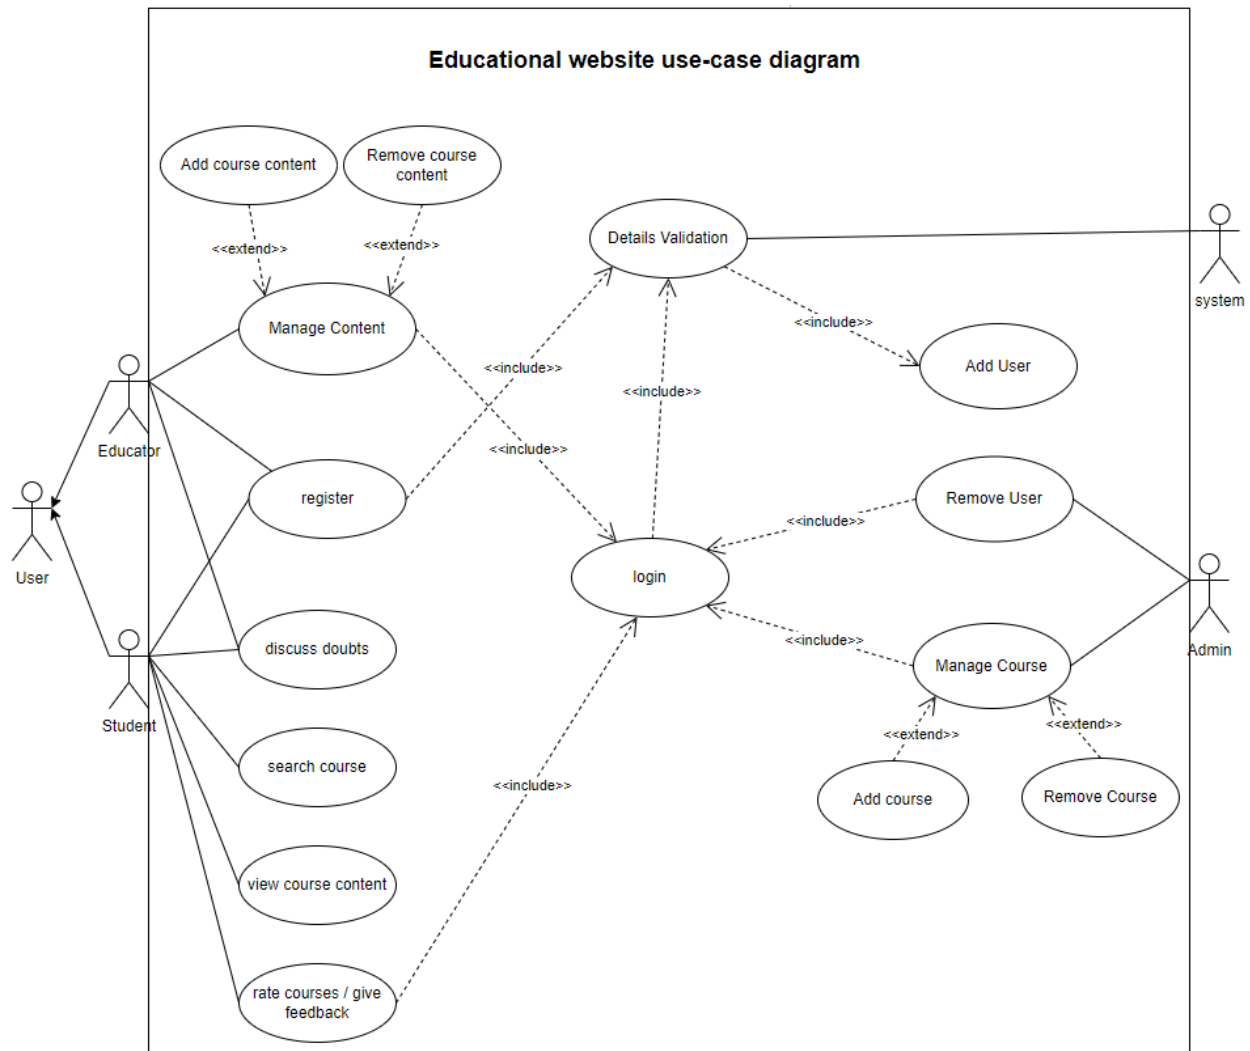 Educational website use-case diagram
Add course content
Remove course
content
<<extend>>
<<extend>>
Details Validation
system
Manage Content
<<include>>
Add User
Educator
<<include>>
<<include>>
<<include>>
register
Remove User
<<include>>
User
login
discuss doubts
<<include>>
Manage Course
Admin
Student
<<extend>>
<<extend>>
search course
<<include>>
Add course
Remove Course
view course content
rate courses / give
feedback